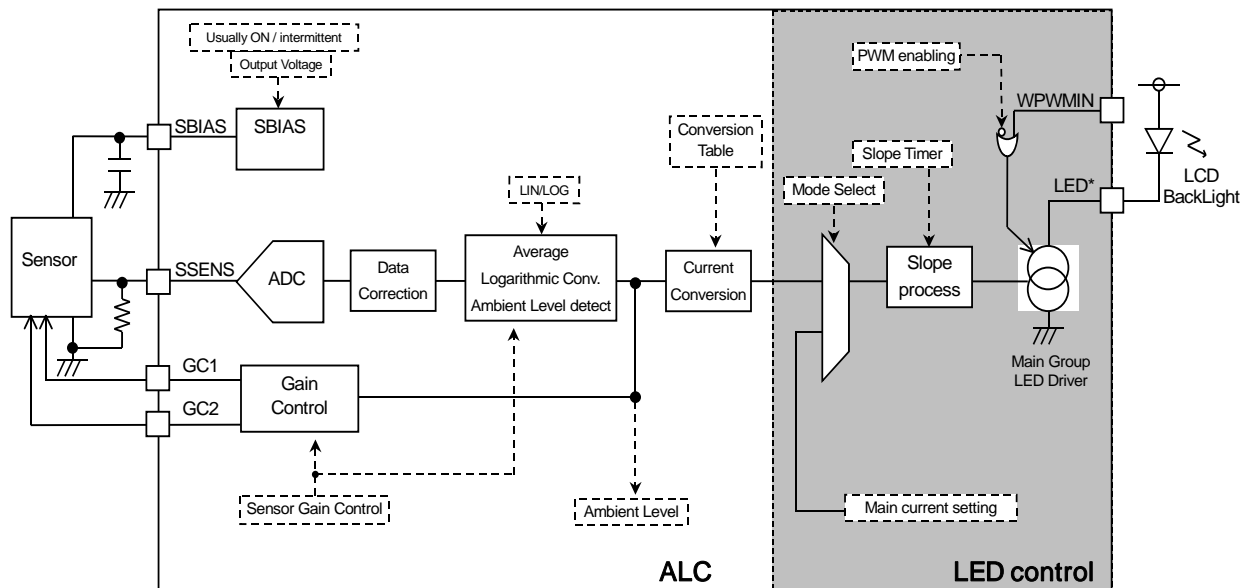 Usually ON / intermittent
Output Voltage
SBIAS
SBIAS
PWM enabling
WPWMIN
Conversion
Table
Slope Timer
LIN/LOG
Mode Select
LED*
LCD
BackLight
Sensor
SSENS
ADC
Data
Correction
Average
Logarithmic Conv.
Ambient Level detect
Current
Conversion
Slope
process
Main Group
LED Driver
GC1
GC2
Gain
Control
Sensor Gain Control
Ambient Level
Main current setting
ALC
LED control